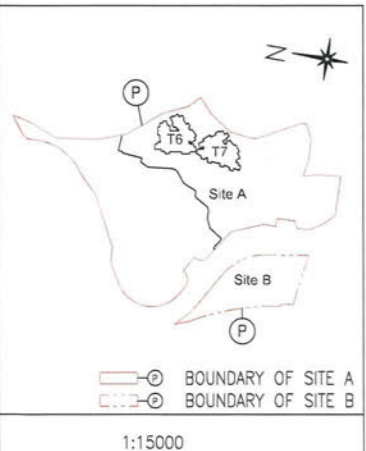 N
P
T6
T7
Site A
Site B
P
P BOUNDARY OF SITE A
P BOUNDARY OF SITE B
1:15000